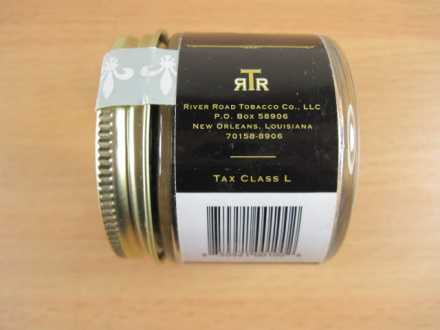 RTR
River Road Tobacco Co., LLC
P.O. Box 58906
New Orleans, Louisiana
70158-8906
Tax Class L